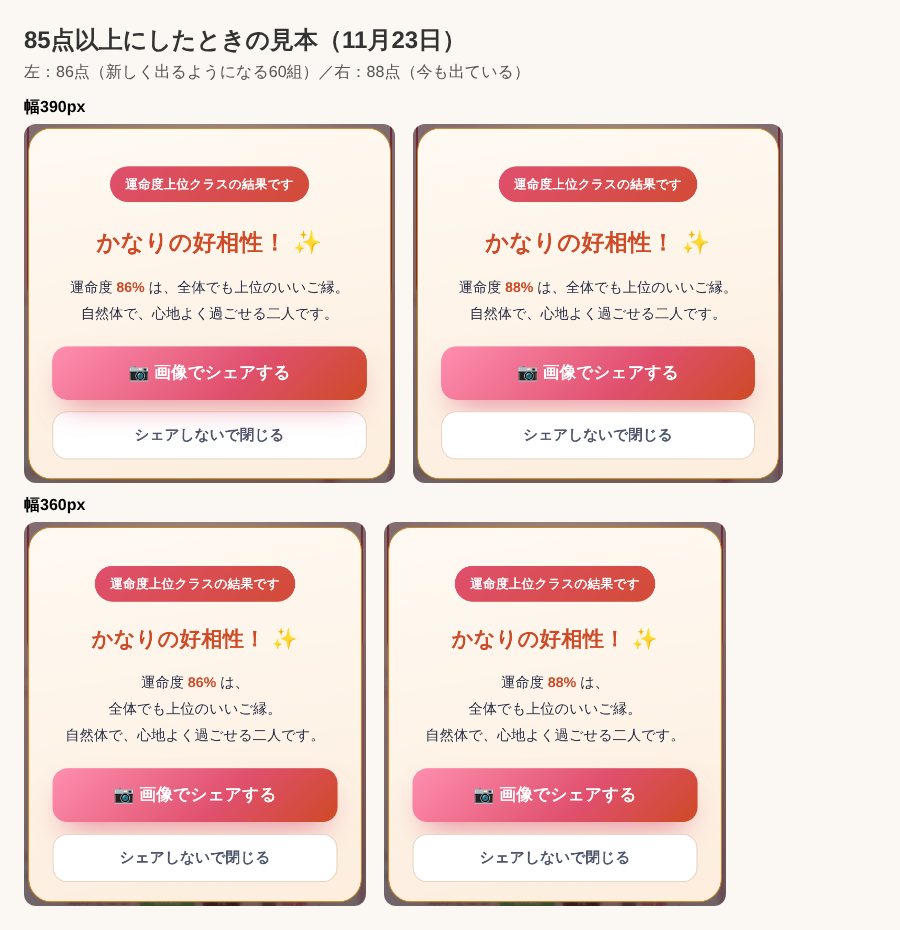 85点以上にしたときの見本（11月23日）
左：86点（新しく出るようになる60組）／右：88点（今も出ている）
幅390px
運命度上位クラスの結果です
かなりの好相性！ ✨
運命度 86% は、全体でも上位のいいご縁。
自然体で、心地よく過ごせる二人です。
📷 画像でシェアする
シェアしないで閉じる
運命度上位クラスの結果です
かなりの好相性！ ✨
運命度 88% は、全体でも上位のいいご縁。
自然体で、心地よく過ごせる二人です。
📷 画像でシェアする
シェアしないで閉じる
幅360px
運命度上位クラスの結果です
かなりの好相性！ ✨
運命度 86% は、
全体でも上位のいいご縁。
自然体で、心地よく過ごせる二人です。
📷 画像でシェアする
シェアしないで閉じる
運命度上位クラスの結果です
かなりの好相性！ ✨
運命度 88% は、
全体でも上位のいいご縁。
自然体で、心地よく過ごせる二人です。
📷 画像でシェアする
シェアしないで閉じる